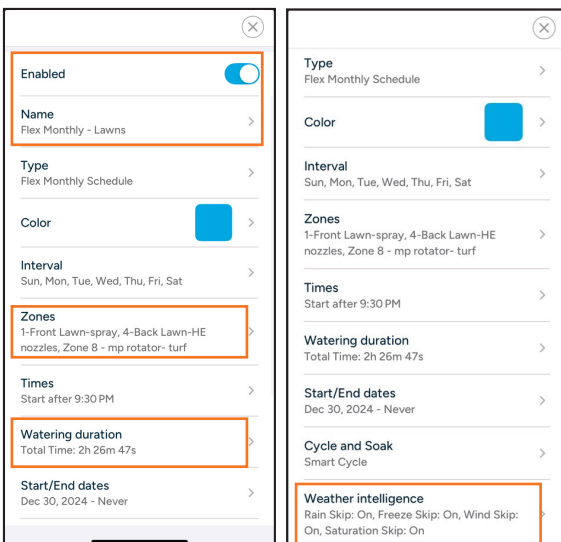 Enabled
Name
Flex Monthly - Lawns
Type
Flex Monthly Schedule
Color
Interval
Sun, Mon, Tue, Wed, Thu, Fri, Sat
Zones
1-Front Lawn-spray, 4-Back Lawn-HE
nozzles, Zone 8 - mp rotator- turf
Times
Start after 9:30 PM
Watering duration
Total Time: 2h 26m 47s
Start/End dates
Dec 30, 2024 - Never
Type
Flex Monthly Schedule
Color
Interval
Sun, Mon, Tue, Wed, Thu, Fri, Sat
Zones
1-Front Lawn-spray, 4-Back Lawn-HE
nozzles, Zone 8 - mp rotator- turf
Times
Start after 9:30 PM
Watering duration
Total Time: 2h 26m 47s
Start/End dates
Dec 30, 2024 - Never
Cycle and Soak
Smart Cycle
Weather intelligence
Rain Skip: On, Freeze Skip: On, Wind Skip:
On, Saturation Skip: On